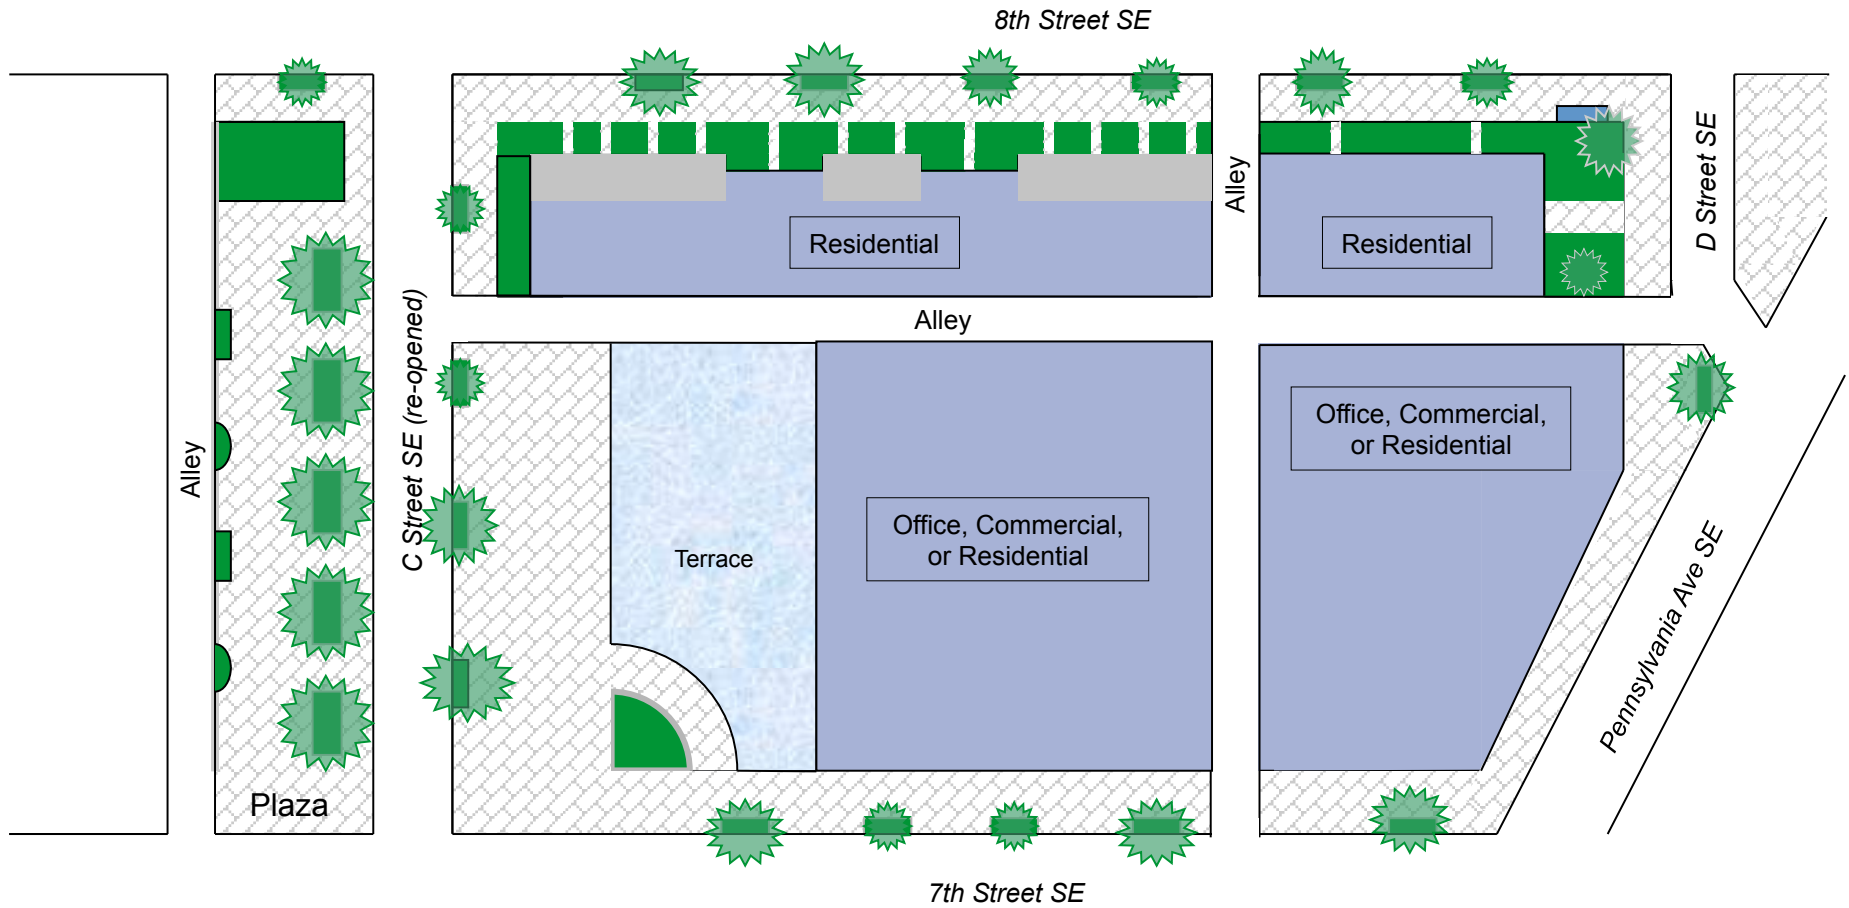 8th Street SE
Alley
D Street SE
Residential
Residential
Alley
C Street SE (re-opened)
Office, Commercial,
or Residential
Alley
Office, Commercial,
or Residential
Terrace
Pennsylvania Ave SE
Plaza
7th Street SE